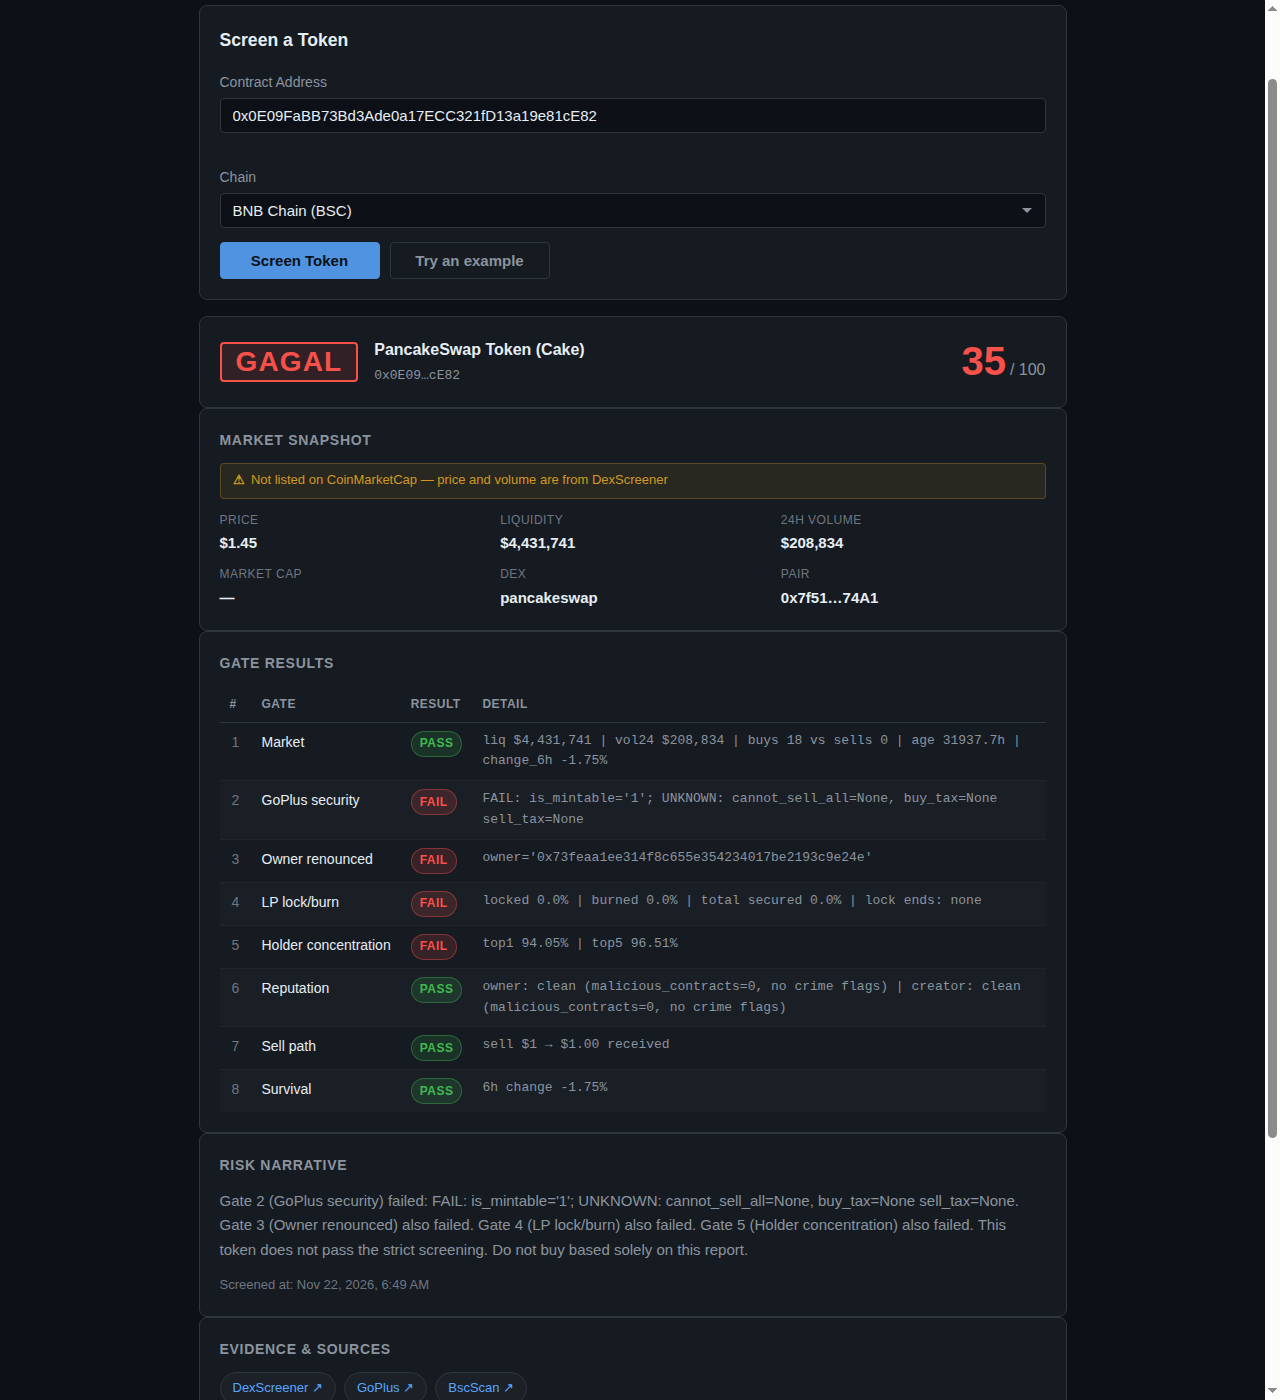 Screen a Token
Contract Address
0x0E09FaBB73Bd3Ade0a17ECC321fD13a19e81cE82
Chain
BNB Chain (BSC)
Screen Token
Try an example
GAGAL
PancakeSwap Token (Cake)
0x0E09…cE82
35 / 100
MARKET SNAPSHOT
⚠ Not listed on CoinMarketCap — price and volume are from DexScreener
PRICE LIQUIDITY 24H VOLUME
$1.45 $4,431,741 $208,834
MARKET CAP DEX PAIR
— pancakeswap 0x7f51…74A1
GATE RESULTS
# GATE RESULT DETAIL
1 Market PASS liq $4,431,741 | vol24 $208,834 | buys 18 vs sells 0 | age 31937.7h |
change_6h -1.75%
2 GoPlus security FAIL FAIL: is_mintable='1'; UNKNOWN: cannot_sell_all=None, buy_tax=None
sell_tax=None
3 Owner renounced FAIL owner='0x73feaa1ee314f8c655e354234017be2193c9e24e'
4 LP lock/burn FAIL locked 0.0% | burned 0.0% | total secured 0.0% | lock ends: none
5 Holder concentration FAIL top1 94.05% | top5 96.51%
6 Reputation PASS owner: clean (malicious_contracts=0, no crime flags) | creator: clean
(malicious_contracts=0, no crime flags)
7 Sell path PASS sell $1 → $1.00 received
8 Survival PASS 6h change -1.75%
RISK NARRATIVE
Gate 2 (GoPlus security) failed: FAIL: is_mintable='1'; UNKNOWN: cannot_sell_all=None, buy_tax=None sell_tax=None.
Gate 3 (Owner renounced) also failed. Gate 4 (LP lock/burn) also failed. Gate 5 (Holder concentration) also failed. This
token does not pass the strict screening. Do not buy based solely on this report.
Screened at: Nov 22, 2026, 6:49 AM
EVIDENCE & SOURCES
DexScreener ↗ GoPlus ↗ BscScan ↗